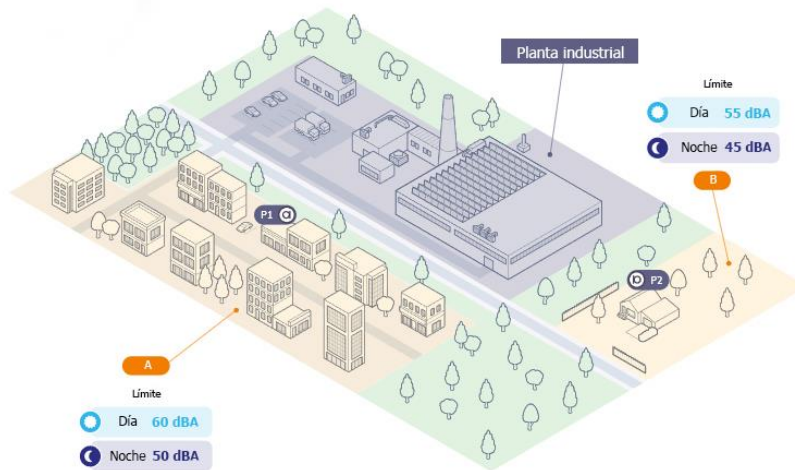 Planta industrial
Límite
Día 55 dBA
Noche 45 dBA
B
P1
P2
A
Límite
Día 60 dBA
Noche 50 dBA